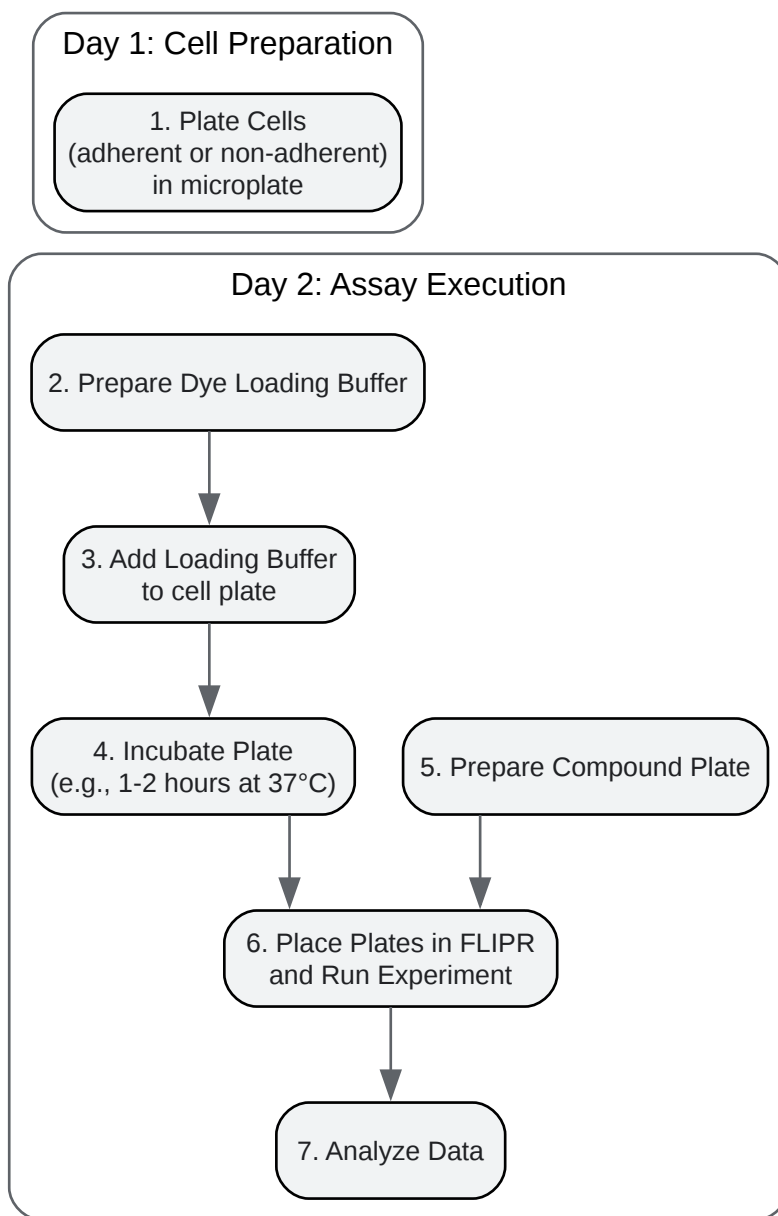 Day 1: Cell Preparation
1. Plate Cells
(adherent or non-adherent)
in microplate
Day 2: Assay Execution
2. Prepare Dye Loading Buffer
3. Add Loading Buffer
to cell plate
4. Incubate Plate
(e.g., 1-2 hours at 37°C)
5. Prepare Compound Plate
6. Place Plates in FLIPR
and Run Experiment
7. Analyze Data